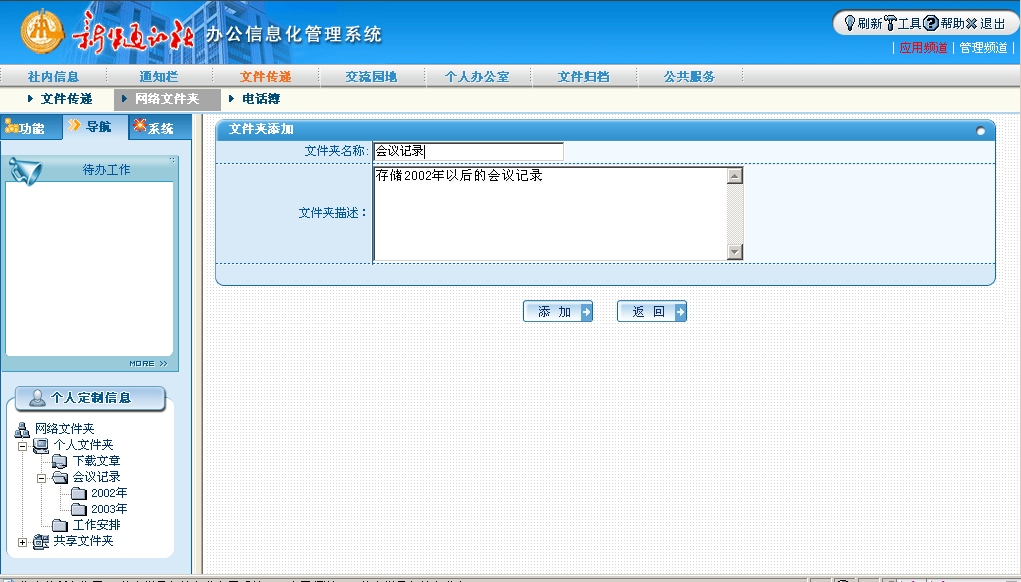 新华通讯社 办公信息化管理系统
刷新 工具 帮助 退出
| 应用频道 | 管理频道 |
社内信息 通知栏 文件传递 交流园地 个人办公室 文件归档 公共服务
文件传递 网络文件夹 电话簿
功能 导航 系统
文件夹添加
文件夹名称: 会议记录
待办工作
存储2002年以后的会议记录
文件夹描述：
添 加 返 回
MORE >>
个人定制信息
网络文件夹
个人文件夹
下载文章
会议记录
2002年
2003年
工作安排
共享文件夹